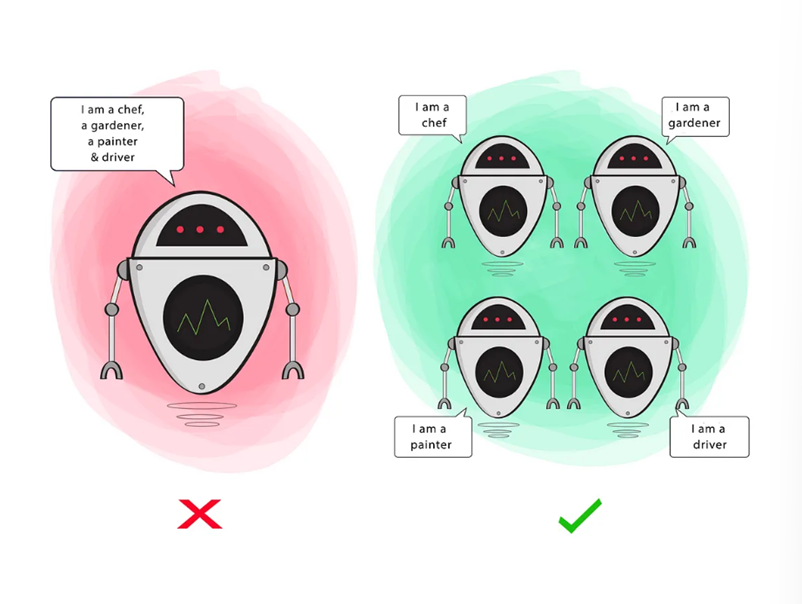 I am a chef,
a gardener,
a painter
& driver
I am a
chef
I am a
gardener
I am a
painter
I am a
driver